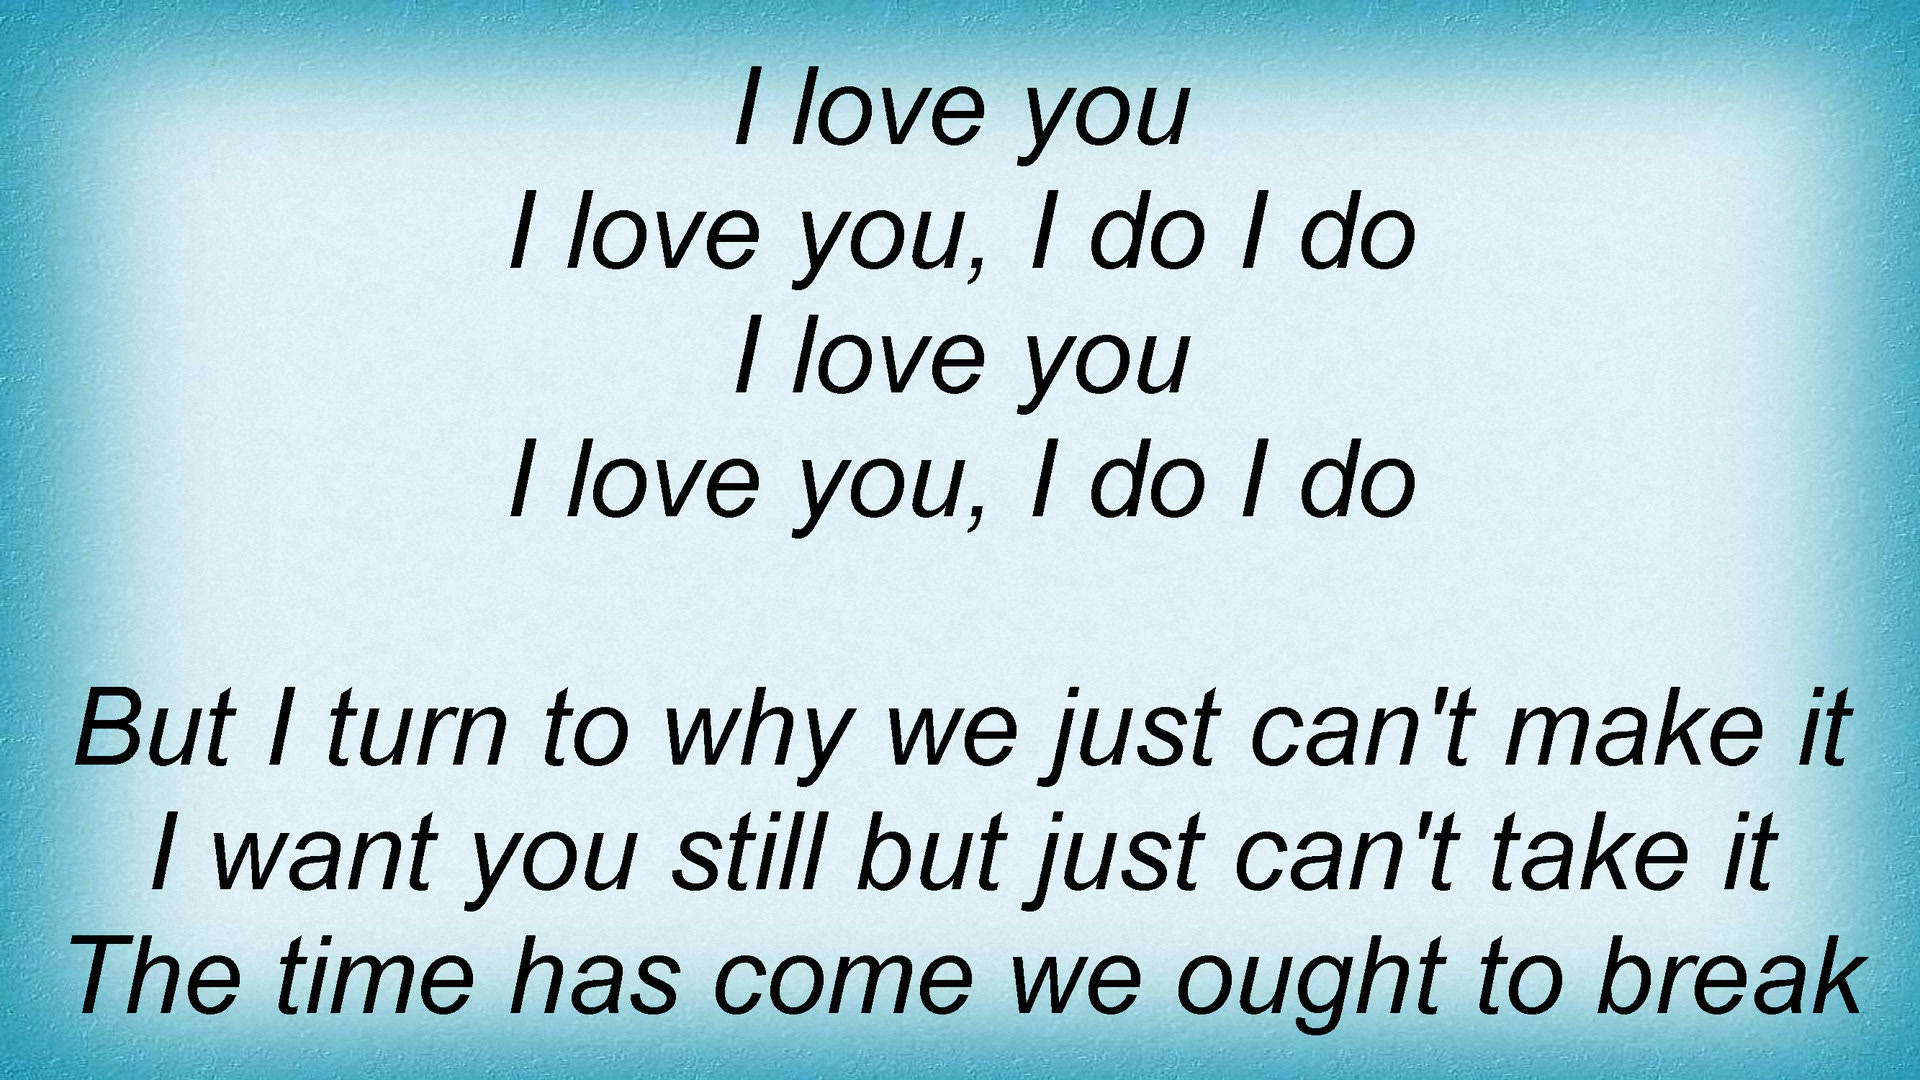 I love you
I love you, I do I do
I love you
I love you, I do I do
But I turn to why we just can't make it
I want you still but just can't take it
The time has come we ought to break